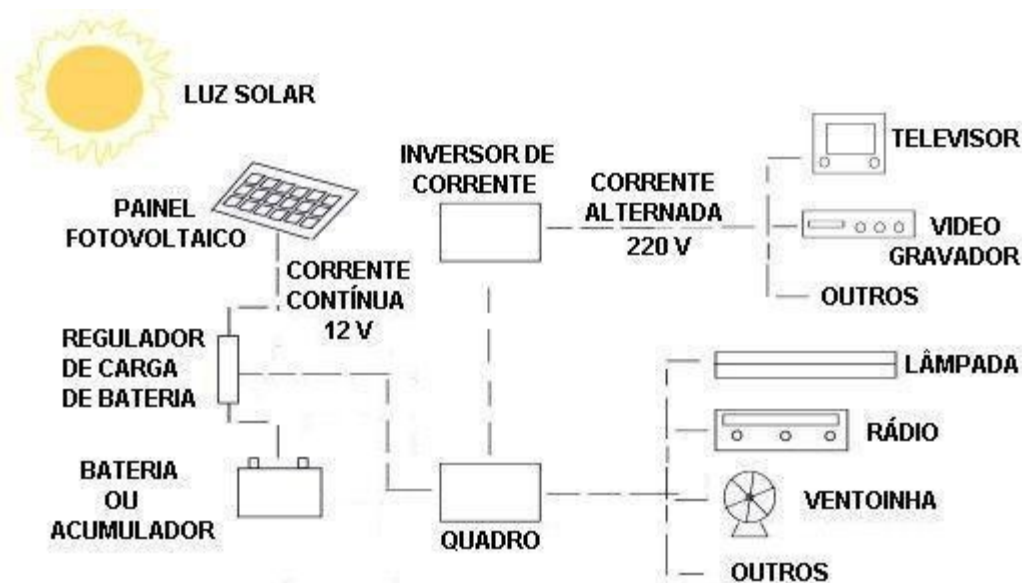 LUZ SOLAR
PAINEL
FOTOVOLTAICO
CORRENTE
CONTÍNUA
12 V
REGULADOR
DE CARGA
DE BATERIA
BATERIA
OU
ACUMULADOR
INVERSOR DE
CORRENTE
CORRENTE
ALTERNADA
220 V
QUADRO
TELEVISOR
VIDEO
GRAVADOR
OUTROS
LÂMPADA
RÁDIO
VENTOINHA
OUTROS